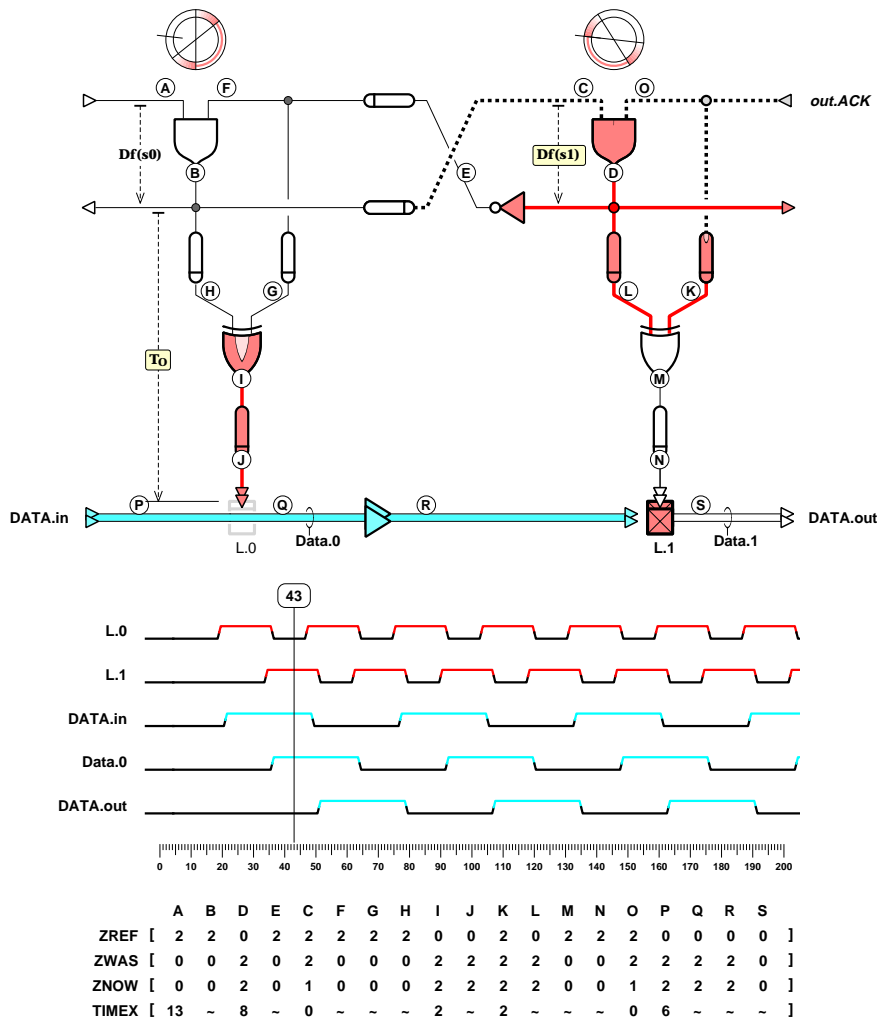 A F C O
out.ACK
Df(s0) Df(s1)
B E D
H G L K
To
I M
J N
P Q R S
DATA.in DATA.out
L.0 Data.0 L.1 Data.1
43
L.0
L.1
DATA.in
Data.0
DATA.out
0 10 20 30 40 50 60 70 80 90 100 110 120 130 140 150 160 170 180 190 200
A B D E C F G H I J K L M N O P Q R S
ZREF [ 2 2 0 2 2 2 2 2 0 0 2 0 2 2 2 0 0 0 0 ]
ZWAS [ 0 0 2 0 2 0 0 0 2 2 2 2 0 0 2 2 2 2 0 ]
ZNOW [ 0 0 2 0 1 0 0 0 2 2 2 2 0 0 1 2 2 2 0 ]
TIMEX [ 13 ~ 8 ~ 0 ~ ~ ~ 2 ~ 2 ~ ~ ~ 0 6 ~ ~ ~ ]